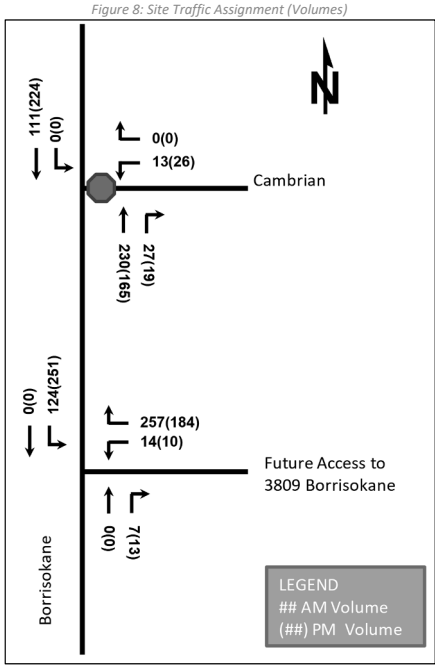 Figure 8: Site Traffic Assignment (Volumes)
N
111(224)
0(0)
0(0)
13(26)
Cambrian
230(165)
27(19)
0(0)
124(251)
257(184)
14(10)
Future Access to
3809 Borrisokane
0(0)
7(13)
Borrisokane
LEGEND
## AM Volume
(##) PM Volume